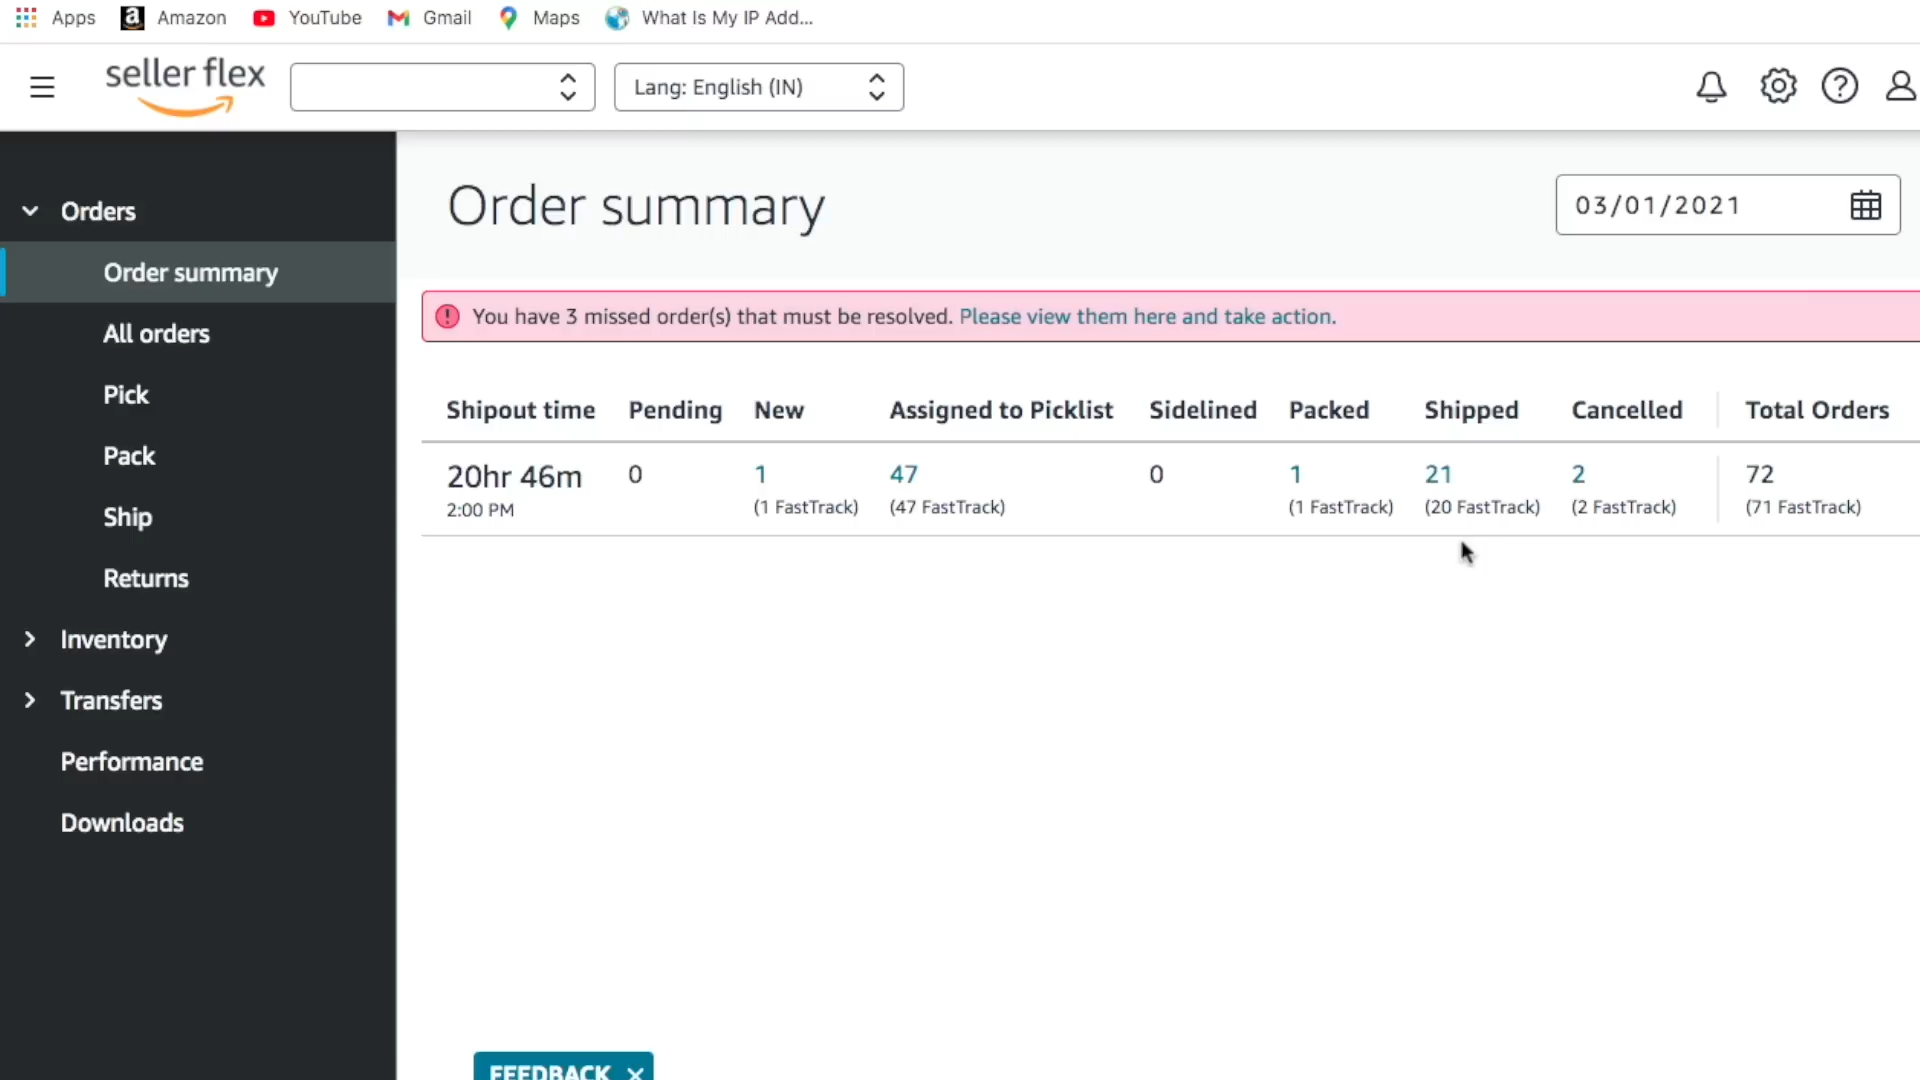 Apps Amazon YouTube Gmail Maps What Is My IP Add...
seller flex Lang: English (IN)
Orders
Order summary
All orders
Pick
Pack
Ship
Returns
Inventory
Transfers
Performance
Downloads
Order summary
03/01/2021
You have 3 missed order(s) that must be resolved. Please view them here and take action.
Shipout time Pending New Assigned to Picklist Sidelined Packed Shipped Cancelled Total Orders
20hr 46m 0 1 47 0 1 21 2 72
2:00 PM (1 FastTrack) (47 FastTrack) (1 FastTrack) (20 FastTrack) (2 FastTrack) (71 FastTrack)
FEEDBACK